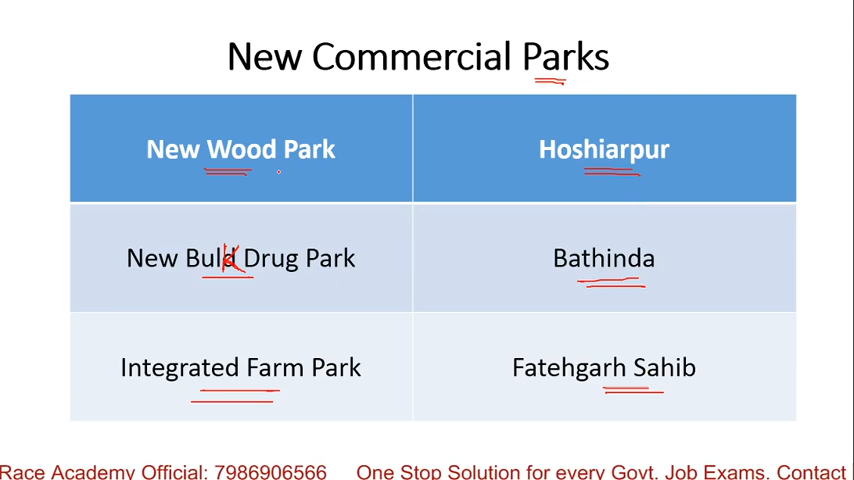 New Commercial Parks
New Wood Park
Hoshiarpur
New Buld Drug Park
Bathinda
Integrated Farm Park
Fatehgarh Sahib
Race Academy Official: 7986906566 One Stop Solution for every Govt. Job Exams. Contact